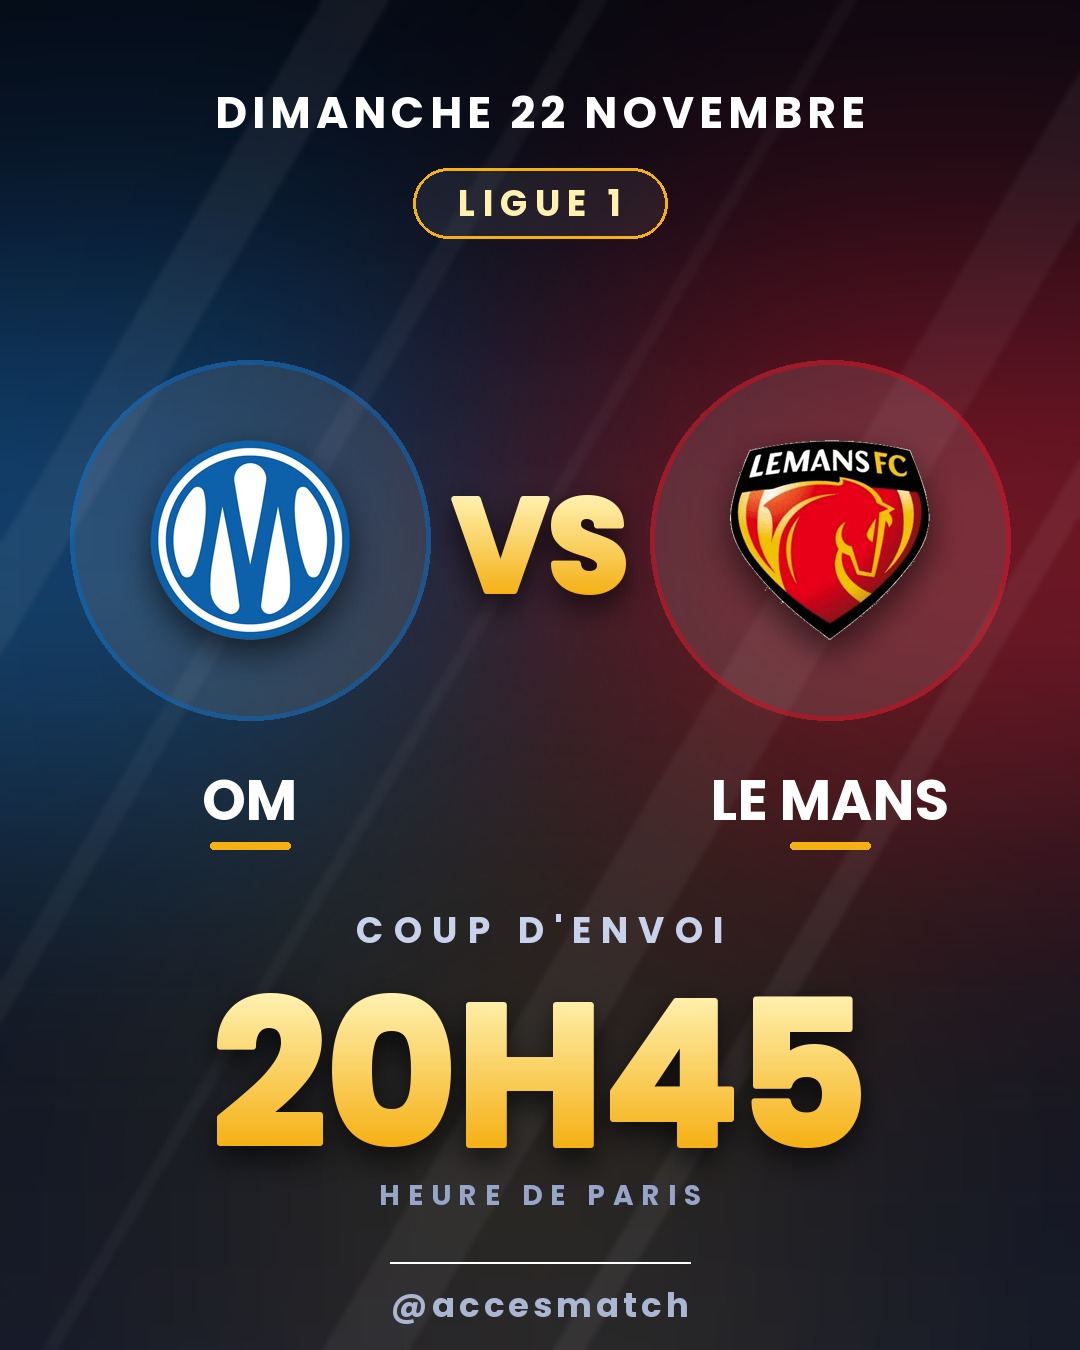 DIMANCHE 22 NOVEMBRE
LIGUE 1
LEMANS FC
VS
OM
LE MANS
COUP D'ENVOI
20H45
HEURE DE PARIS
@accesmatch